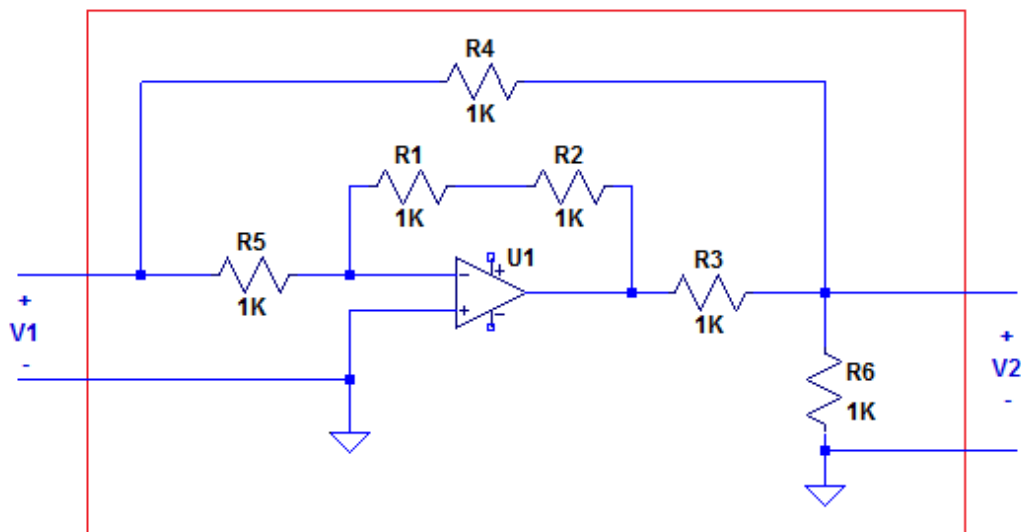 R4
1K
R1
R2
1K
1K
R5
1K
U1
-
+
+
-
R3
1K
+
V1
-
R6
1K
+
V2
-